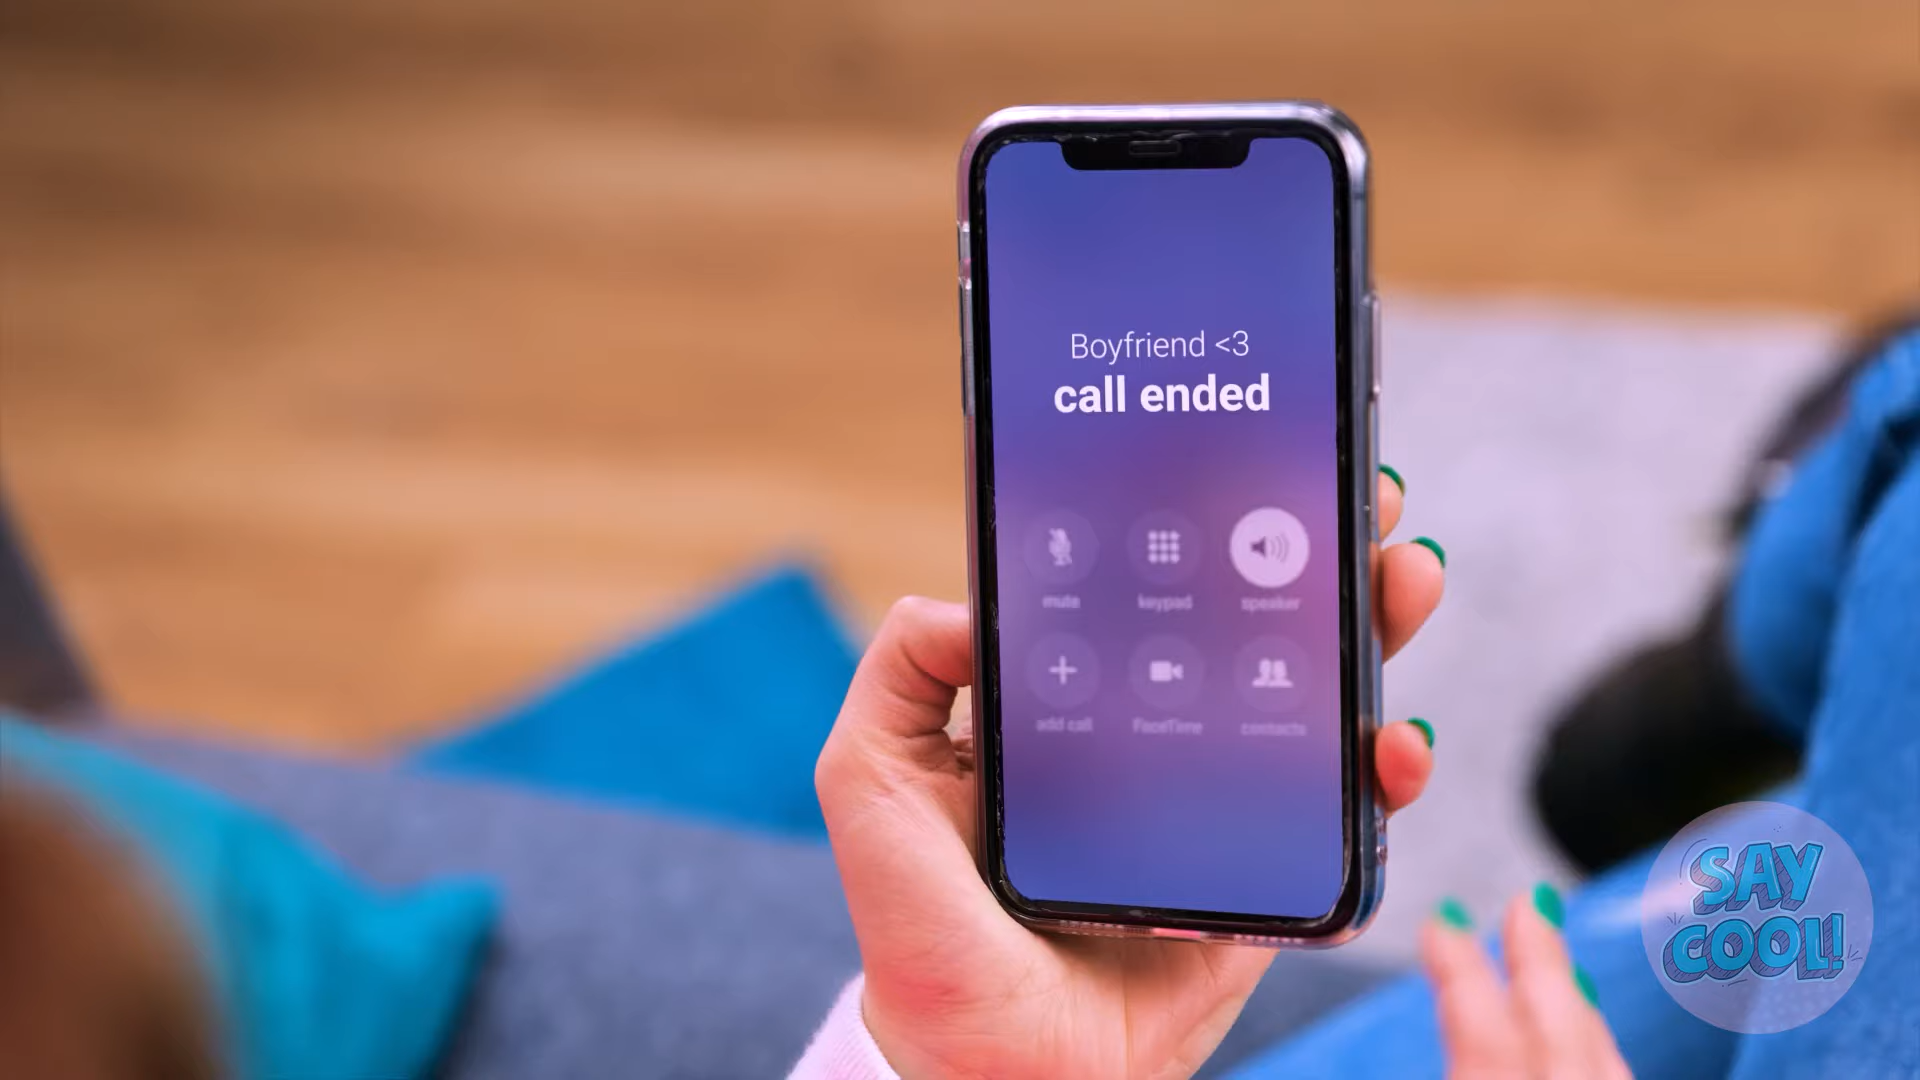 Boyfriend <3
call ended
mute keypad speaker
add call FaceTime contacts
SAY
COOL!